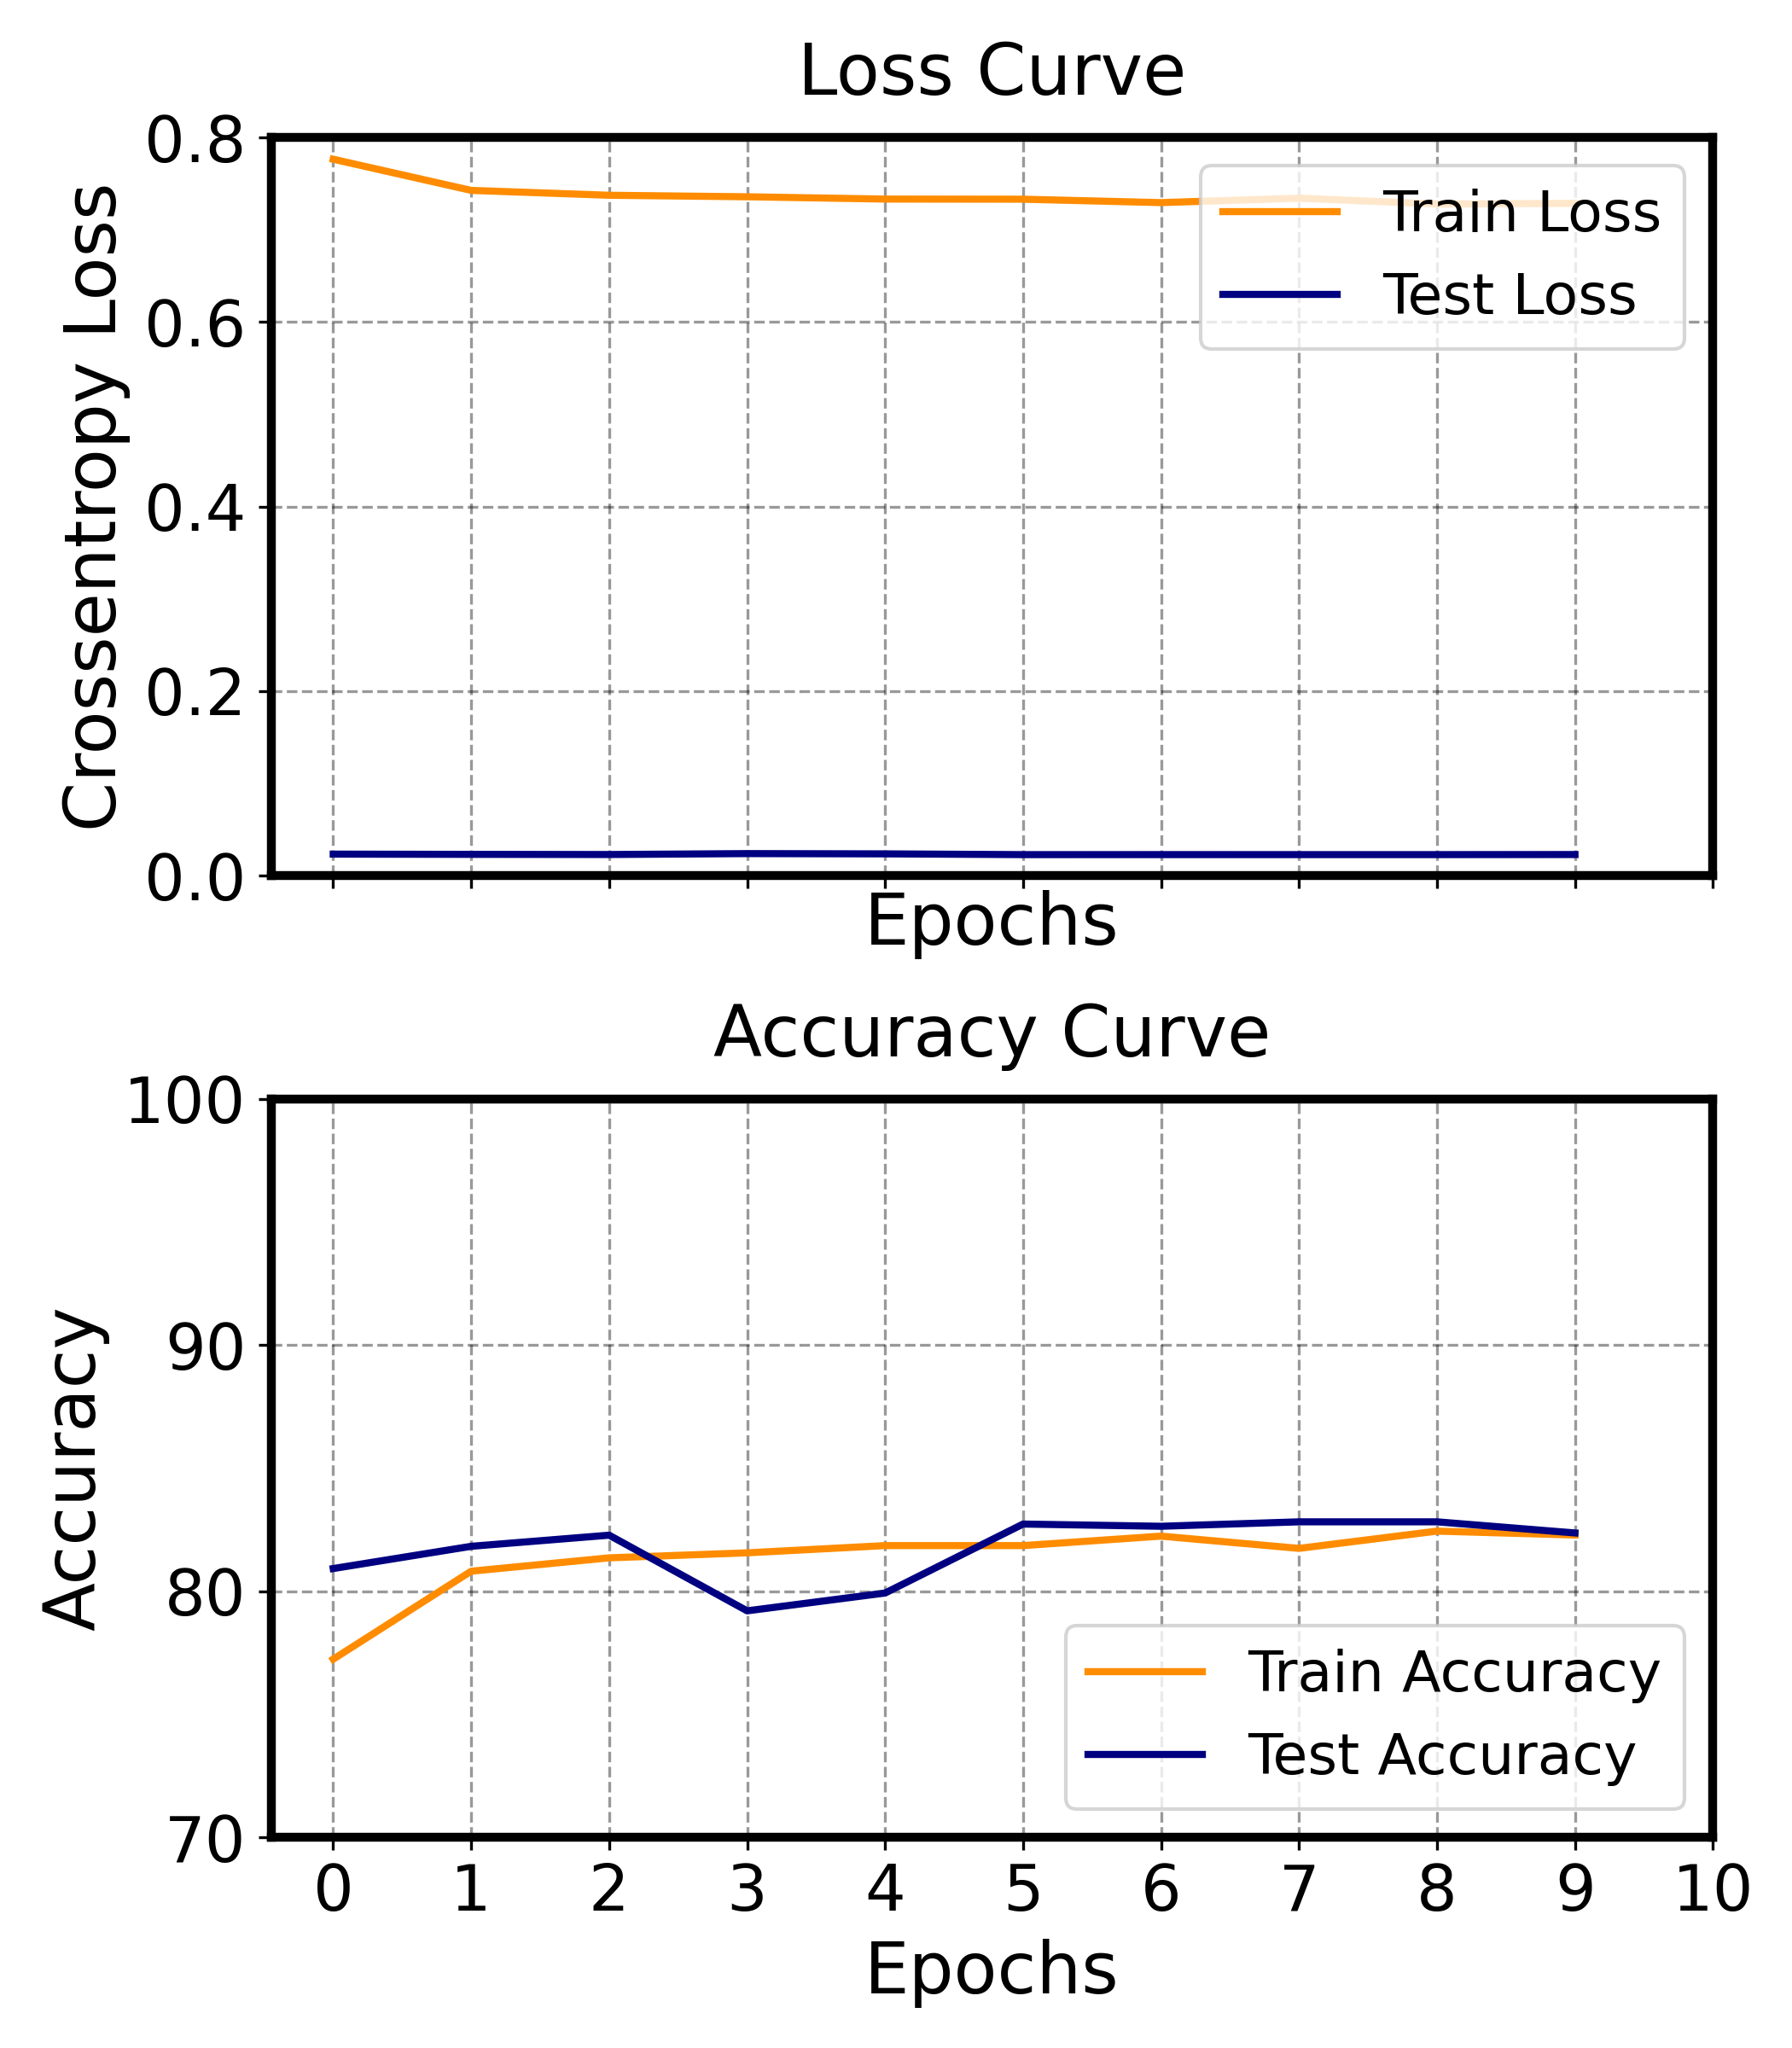 Loss Curve
0.8
0.6
0.4
0.2
0.0
Crossentropy Loss
Train Loss
Test Loss
Epochs
Accuracy Curve
100
90
80
70
Accuracy
Train Accuracy
Test Accuracy
0 1 2 3 4 5 6 7 8 9 10
Epochs